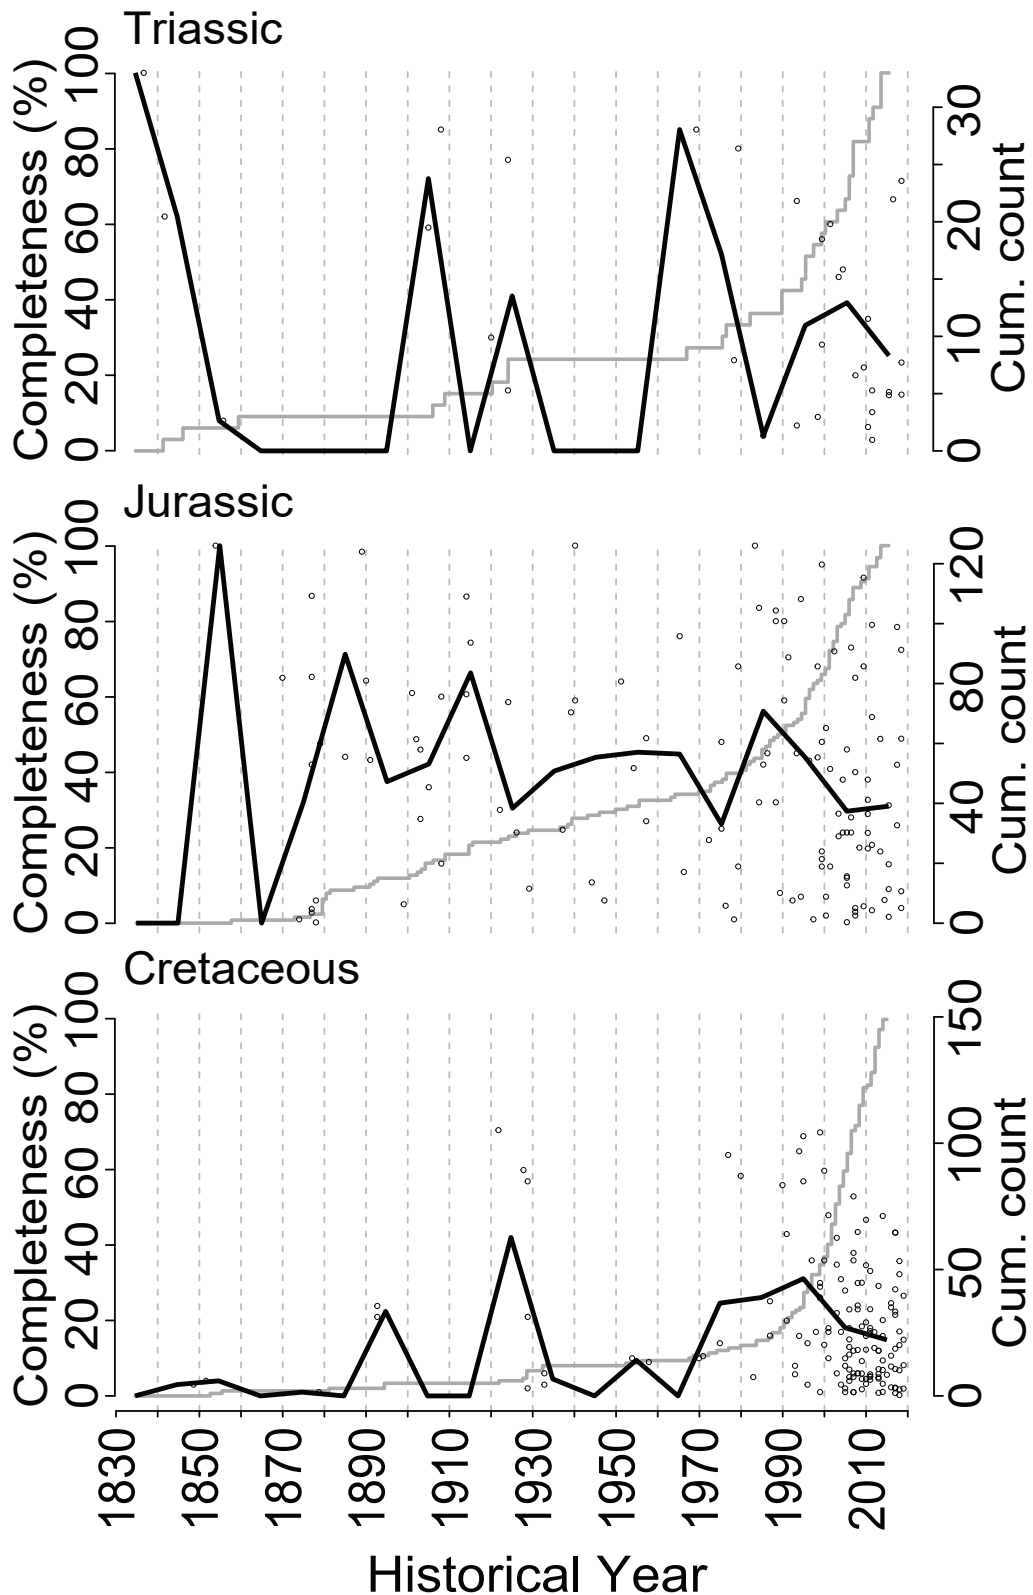 Triassic
Completeness (%)
0 20 40 60 80 100
Cum. count
0 10 20 30
Jurassic
Completeness (%)
0 20 40 60 80 100
Cum. count
0 40 80 120
Cretaceous
Completeness (%)
0 20 40 60 80 100
Cum. count
0 50 100 150
1830 1850 1870 1890 1910 1930 1950 1970 1990 2010
Historical Year